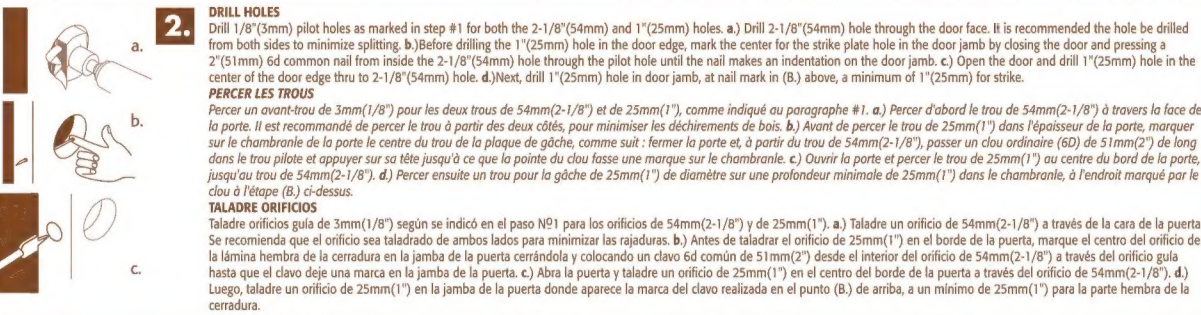 2.
DRILL HOLES
Drill 1/8"(3mm) pilot holes as marked in step #1 for both the 2-1/8"(54mm) and 1"(25mm) holes. a.) Drill 2-1/8"(54mm) hole through the door face. It is recommended the hole be drilled
from both sides to minimize splitting. b.)Before drilling the 1"(25mm) hole in the door edge, mark the center for the strike plate hole in the door jamb by closing the door and pressing a
2"(51mm) 6d common nail from inside the 2-1/8"(54mm) hole through the pilot hole until the nail makes an indentation on the door jamb. c.) Open the door and drill 1"(25mm) hole in the
center of the door edge thru to 2-1/8"(54mm) hole. d.)Next, drill 1"(25mm) hole in door jamb, at nail mark in (B.) above, a minimum of 1"(25mm) for strike.
PERCER LES TROUS
Percer un avant-trou de 3mm(1/8") pour les deux trous de 54mm(2-1/8") et de 25mm(1"), comme indiqué au paragraphe #1. a.) Percer d'abord le trou de 54mm(2-1/8") à travers la face de
la porte. Il est recommandé de percer le trou à partir des deux côtés, pour minimiser les déchirements de bois. b.) Avant de percer le trou de 25mm(1") dans l'épaisseur de la porte, marquer
sur le chambranle de la porte le centre du trou de la plaque de gâche, comme suit : fermer la porte et, à partir du trou de 54mm(2-1/8"), passer un clou ordinaire (6D) de 51mm(2") de long
dans le trou pilote et appuyer sur sa tête jusqu'à ce que la pointe du clou fasse une marque sur le chambranle. c.) Ouvrir la porte et percer le trou de 25mm(1") au centre du bord de la porte,
jusqu'au trou de 54mm(2-1/8"). d.) Percer ensuite un trou pour la gâche de 25mm(1") de diamètre sur une profondeur minimale de 25mm(1") dans le chambranle, à l'endroit marqué par le
clou à l'étape (B.) ci-dessus.
TALADRE ORIFICIOS
Taladre orificios guía de 3mm(1/8") según se indicó en el paso Nº1 para los orificios de 54mm(2-1/8") y de 25mm(1"). a.) Taladre un orificio de 54mm(2-1/8") a través de la cara de la puerta
Se recomienda que el orificio sea taladrado de ambos lados para minimizar las rajaduras. b.) Antes de taladrar el orificio de 25mm(1") en el borde de la puerta, marque el centro del orificio de
la lámina hembra de la cerradura en la jamba de la puerta cerrándola y colocando un clavo 6d común de 51mm(2") desde el interior del orificio de 54mm(2-1/8") a través del orificio guía
hasta que el clavo deje una marca en la jamba de la puerta. c.) Abra la puerta y taladre un orificio de 25mm(1") en el centro del borde de la puerta a través del orificio de 54mm(2-1/8"). d.)
Luego, taladre un orificio de 25mm(1") en la jamba de la puerta donde aparece la marca del clavo realizada en el punto (B.) de arriba, a un mínimo de 25mm(1") para la parte hembra de la
cerradura.
a.
b.
c.